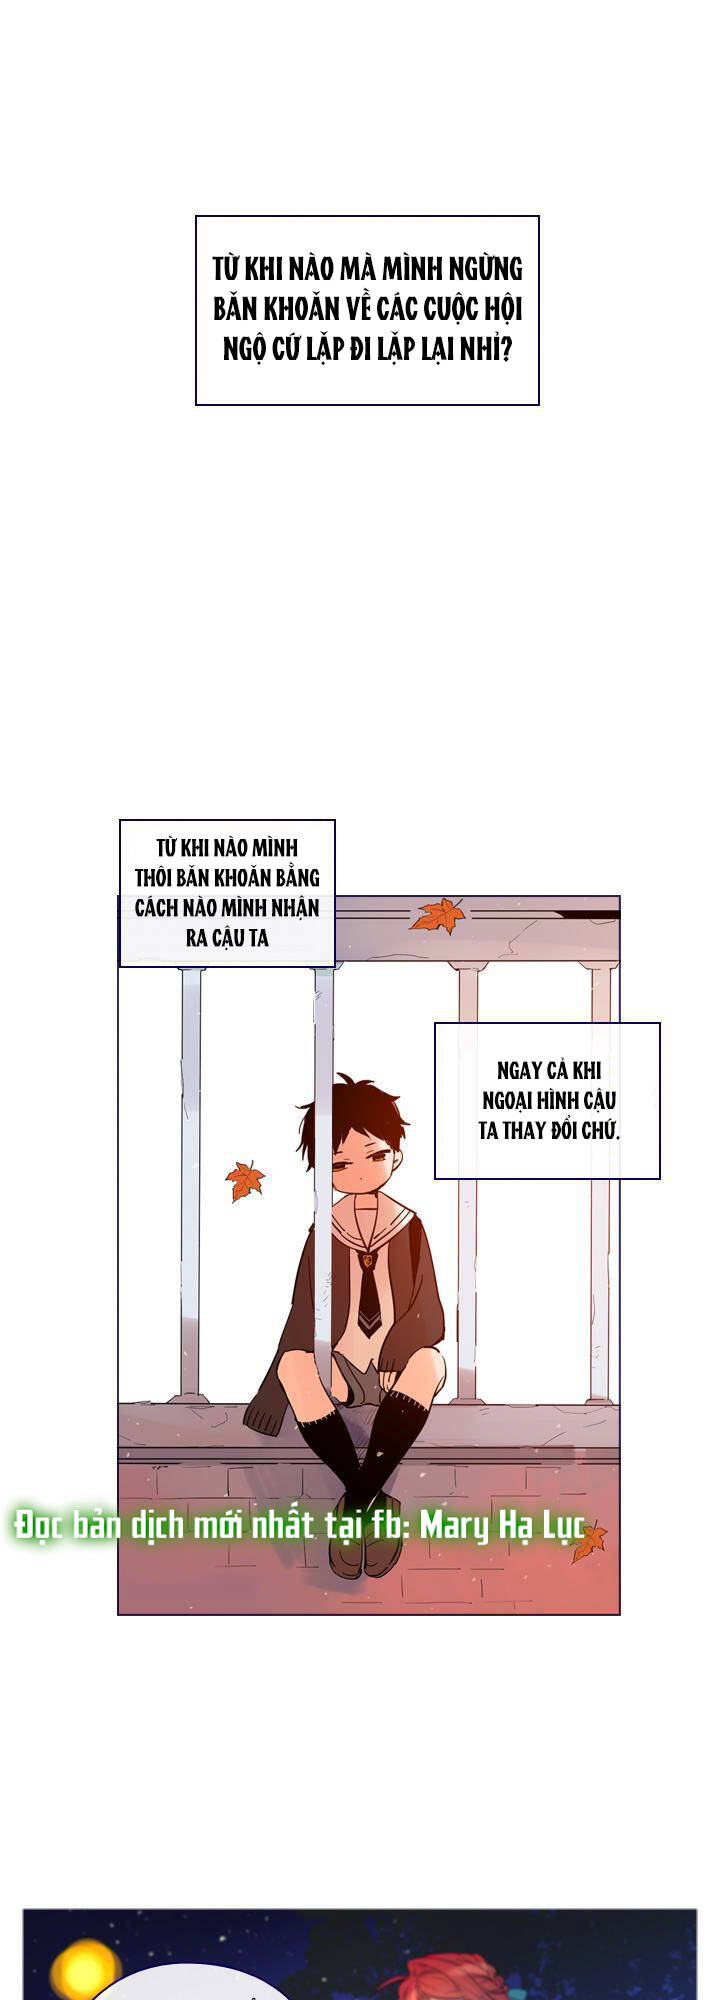 TỪ KHI NÀO MÀ MÌNH NGỪNG
BĂN KHOĂN VỀ CÁC CUỘC HỘI
NGỘ CỨ LẶP ĐI LẶP LẠI NHỈ?
TỪ KHI NÀO MÌNH
THÔI BĂN KHOĂN BẰNG
CÁCH NÀO MÌNH NHẬN
RA CẬU TA
NGAY CẢ KHI
NGOẠI HÌNH CẬU
TA THAY ĐỔI CHỨ.
Đọc bản dịch mới nhất tại fb: Mary Hạ Lục